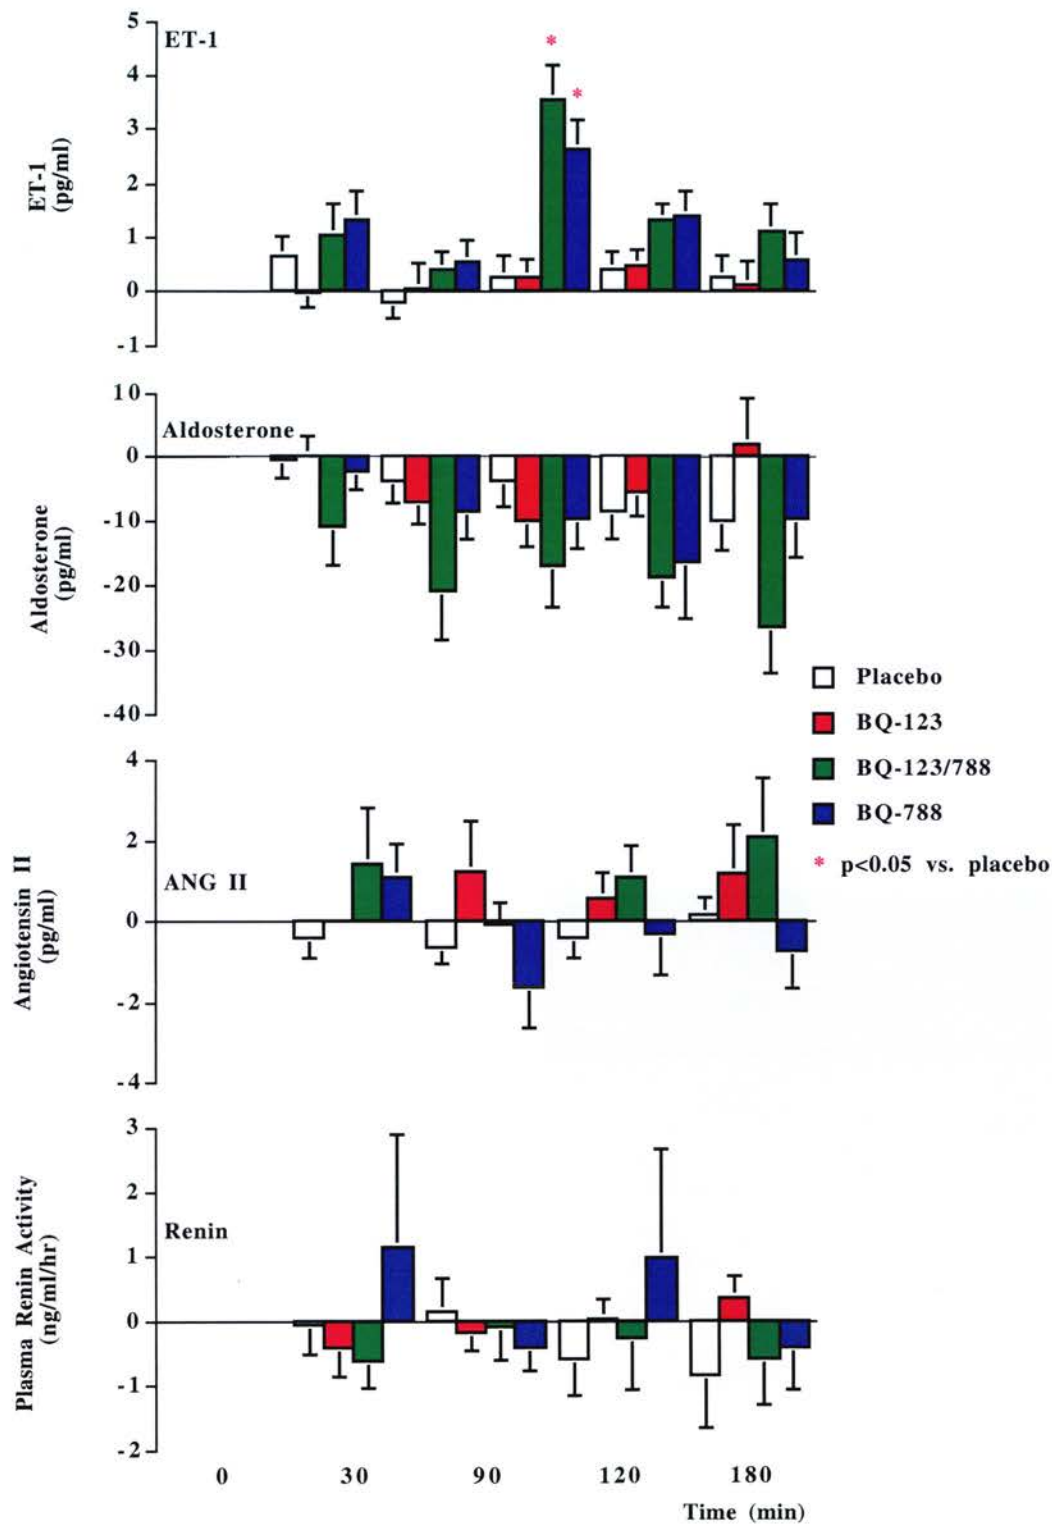 5
ET-1
*
4
*
3
ET-1
(pg/ml)
2
1
0
-1
10
Aldosterone
0
-10
Aldosterone
(pg/ml)
-20
-30
-40
Placebo
BQ-123
BQ-123/788
BQ-788
* p<0.05 vs. placebo
4
2
ANG II
Angiotensin II
(pg/ml)
0
-2
-4
3
2
Renin
1
Plasma Renin Activity
(ng/ml/hr)
0
-1
-2
0 30 90 120 180
Time (min)